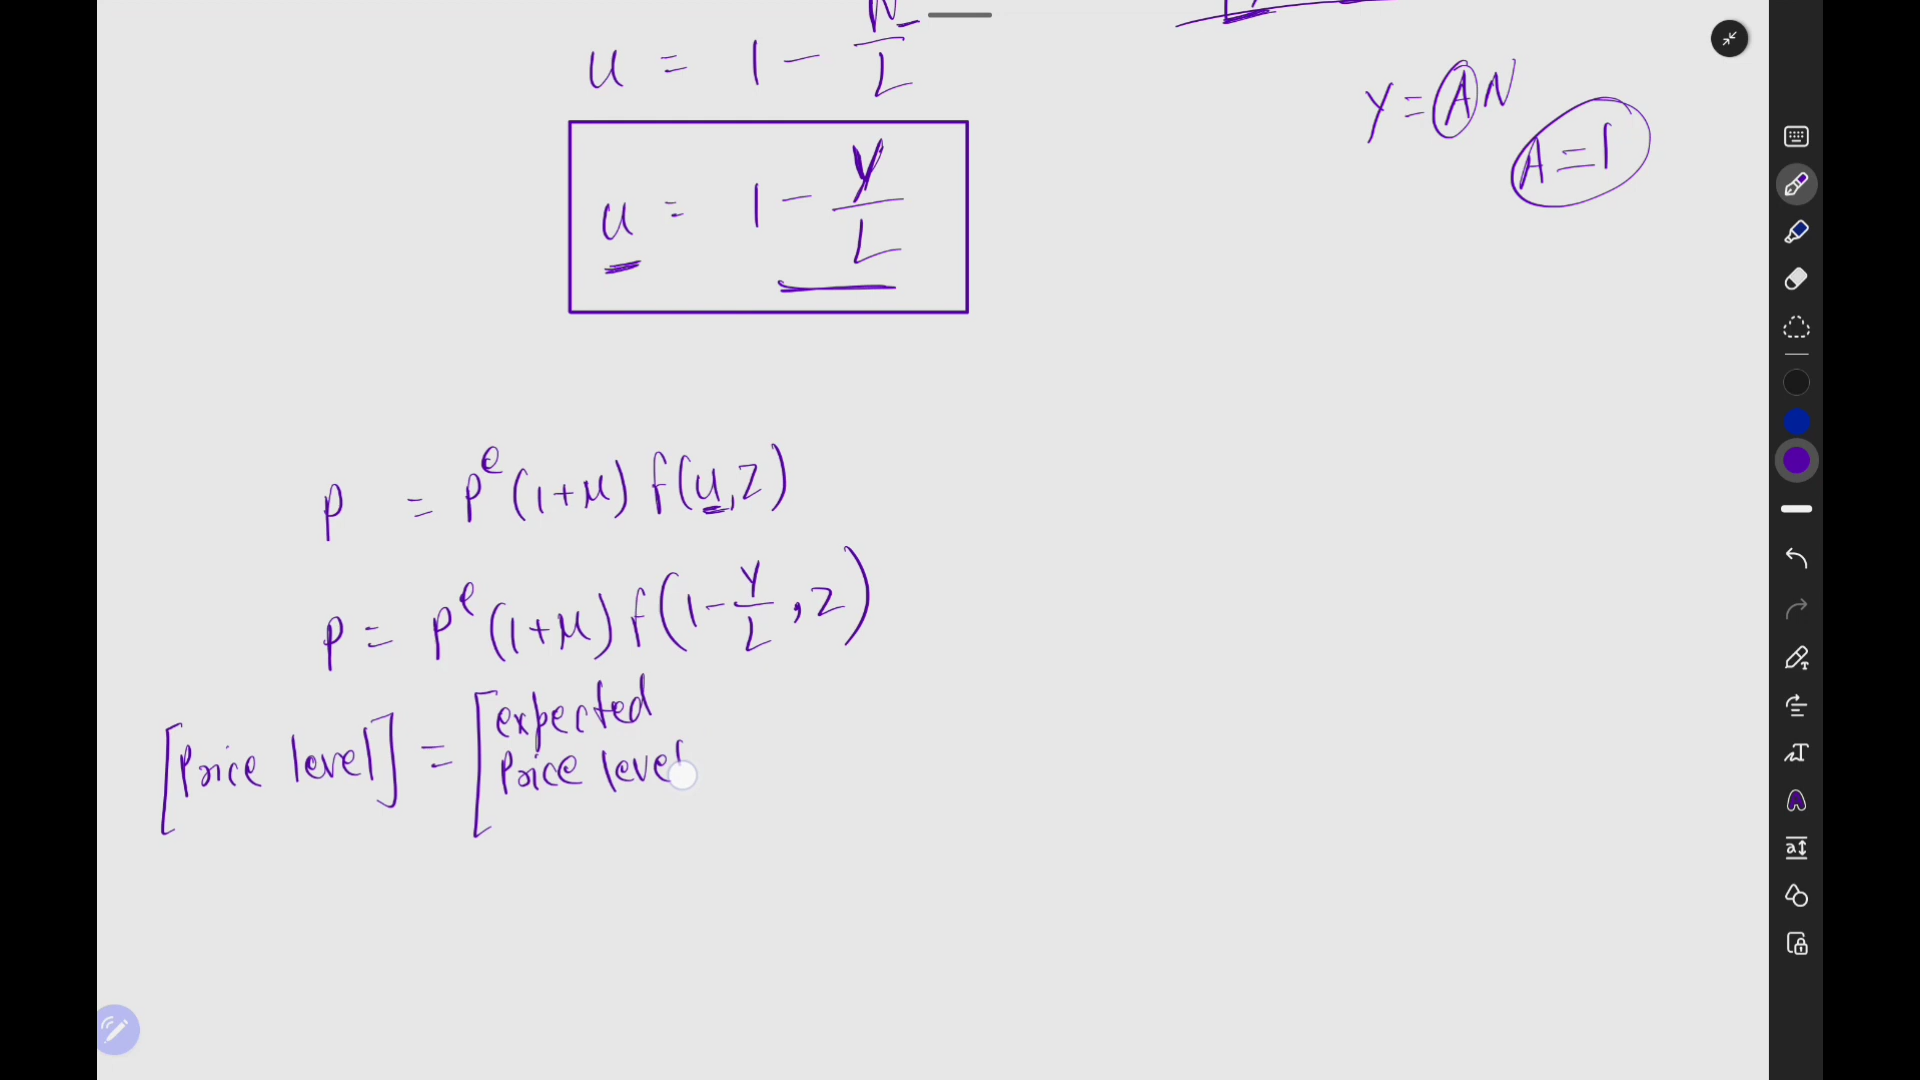 u = 1 - N/L
Y = AN
A = 1
u = 1 - Y/L
P = P^e (1+μ) f(u, z)
P = P^e (1+μ) f(1 - Y/L, z)
[Price level] = [expected
Price level